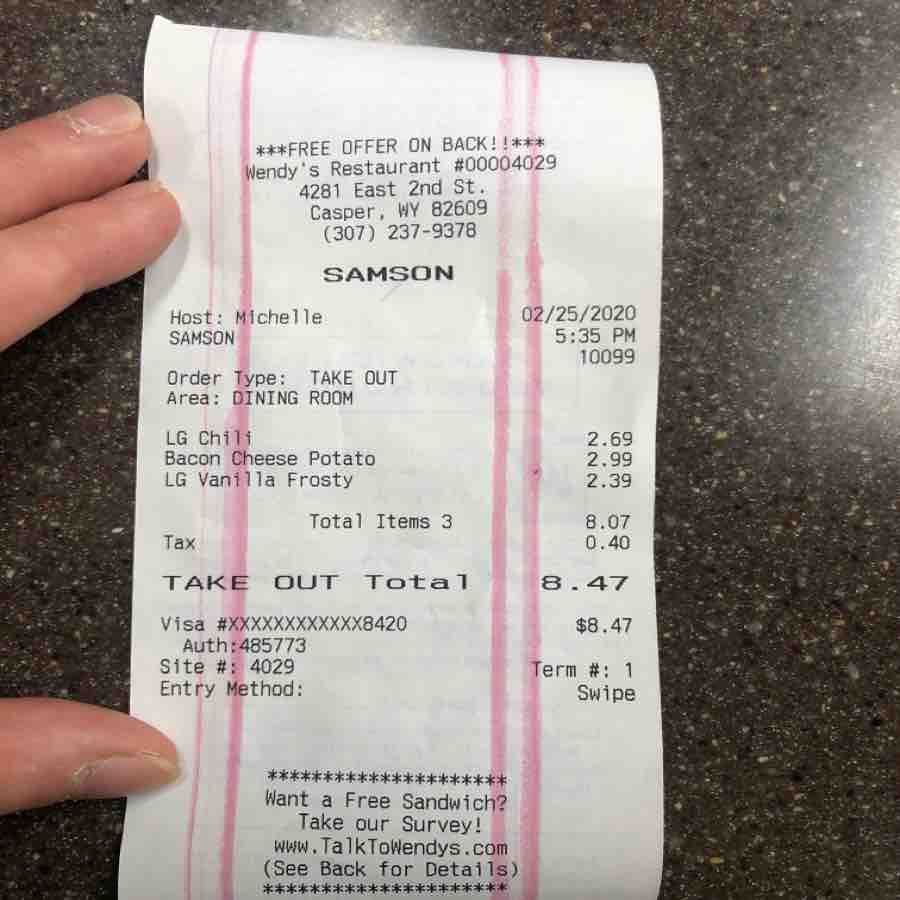 ***FREE OFFER ON BACK!!***
Wendy's Restaurant #00004029
4281 East 2nd St.
Casper, WY 82609
(307) 237-9378
SAMSON
Host: Michelle 02/25/2020
SAMSON 5:35 PM
10099
Order Type: TAKE OUT
Area: DINING ROOM
LG Chili 2.69
Bacon Cheese Potato 2.99
LG Vanilla Frosty 2.39
Total Items 3 8.07
Tax 0.40
TAKE OUT Total 8.47
Visa #XXXXXXXXXXXX8420 $8.47
Auth:485773
Site #: 4029 Term #: 1
Entry Method: Swipe
**********************
Want a Free Sandwich?
Take our Survey!
www.TalkToWendys.com
(See Back for Details)
**********************